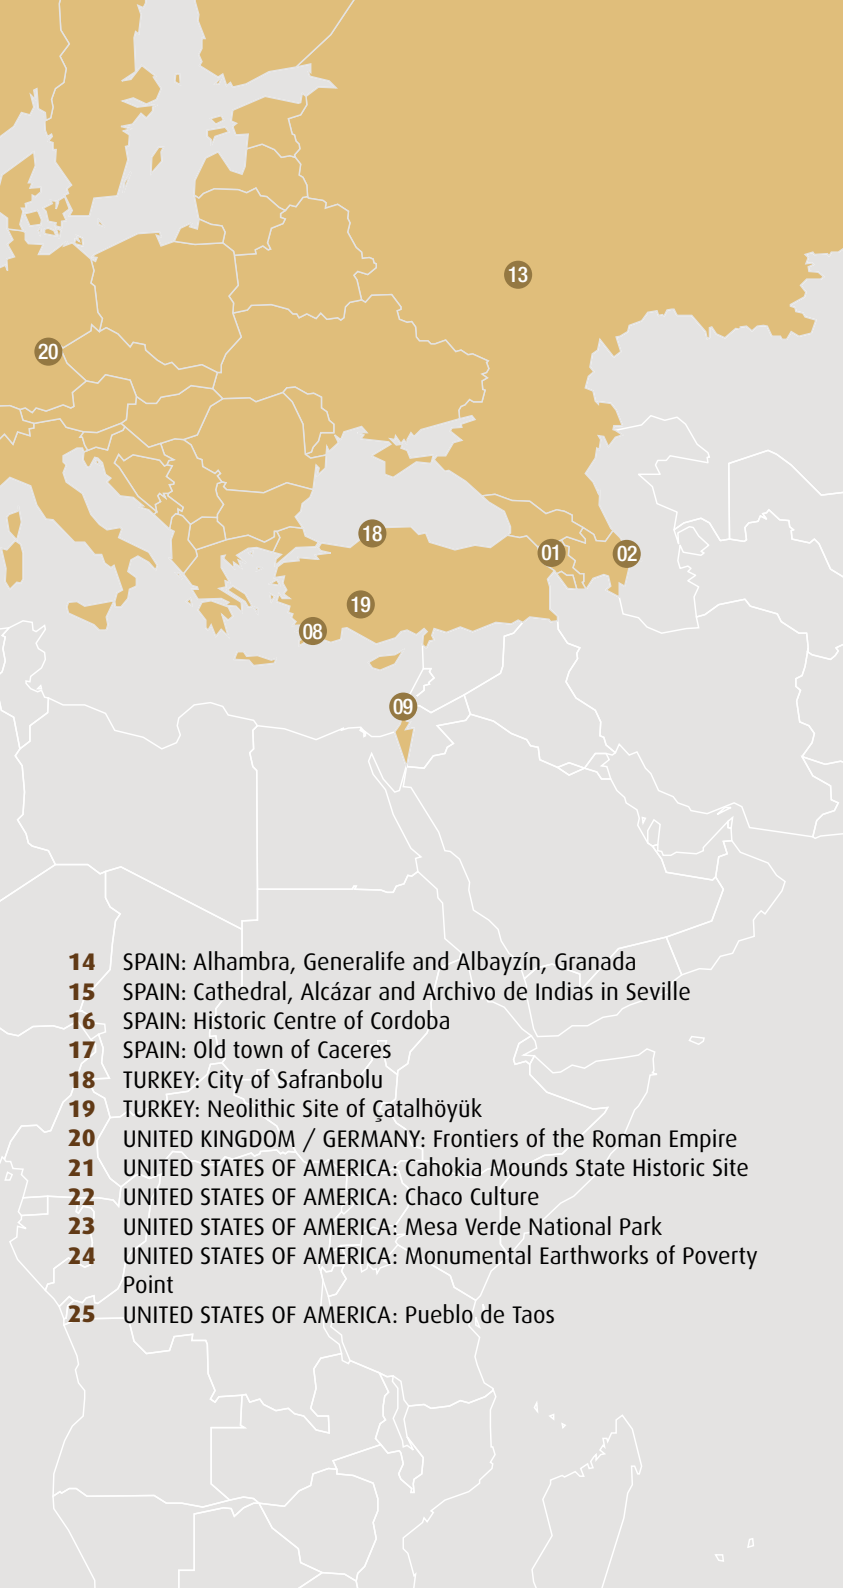 13
20
18
01
02
19
08
09
14 SPAIN: Alhambra, Generalife and Albayzín, Granada
15 SPAIN: Cathedral, Alcázar and Archivo de Indias in Seville
16 SPAIN: Historic Centre of Cordoba
17 SPAIN: Old town of Caceres
18 TURKEY: City of Safranbolu
19 TURKEY: Neolithic Site of Çatalhöyük
20 UNITED KINGDOM / GERMANY: Frontiers of the Roman Empire
21 UNITED STATES OF AMERICA: Cahokia Mounds State Historic Site
22 UNITED STATES OF AMERICA: Chaco Culture
23 UNITED STATES OF AMERICA: Mesa Verde National Park
24 UNITED STATES OF AMERICA: Monumental Earthworks of Poverty
Point
25 UNITED STATES OF AMERICA: Pueblo de Taos